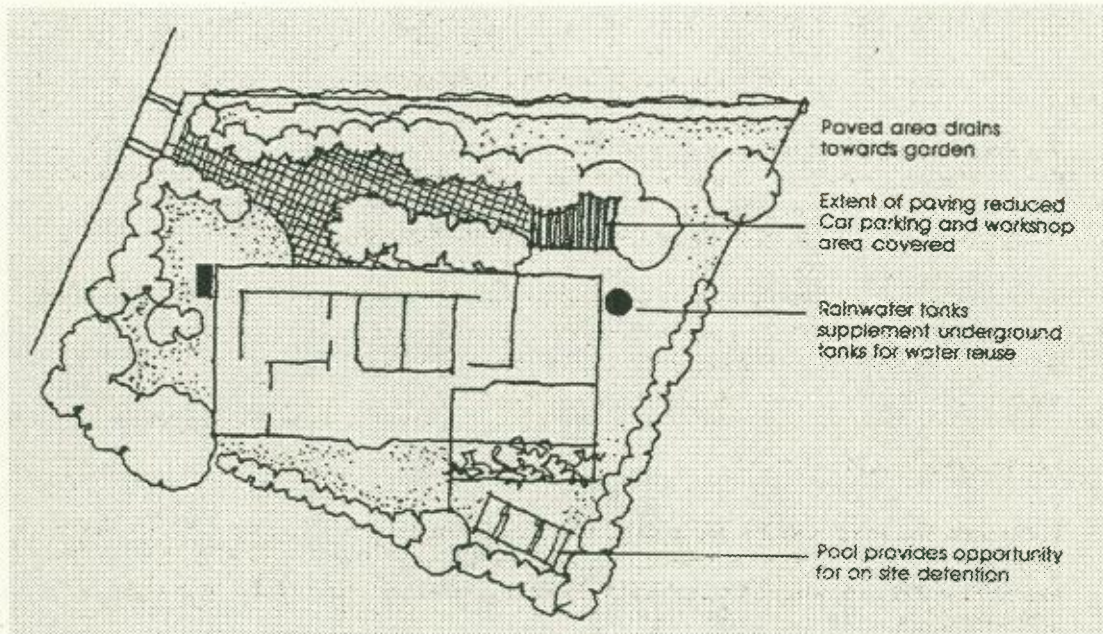 Paved area drains
towards garden
Extent of paving reduced
Car parking and workshop
area covered
Rainwater tanks
supplement underground
tanks for water reuse
Pool provides opportunity
for on site detention